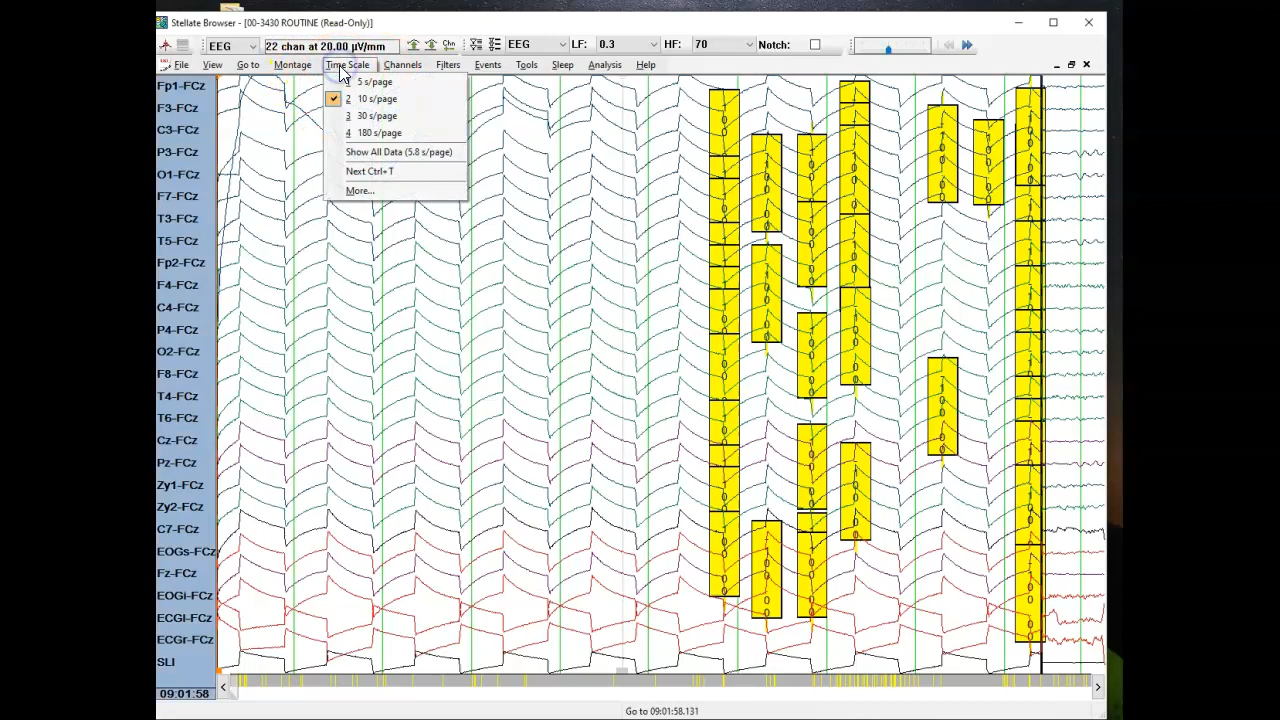 Stellate Browser - [00-3430 ROUTINE (Read-Only)]
EEG 22 chan at 20.00 µV/mm Chn EEG LF: 0.3 HF: 70 Notch:
File View Go to Montage Time Scale Channels Filters Events Tools Sleep Analysis Help
1 5 s/page
2 10 s/page
3 30 s/page
4 180 s/page
Show All Data (5.8 s/page)
Next Ctrl+T
More...
Fp1-FCz
F3-FCz
C3-FCz
P3-FCz
O1-FCz
F7-FCz
T3-FCz
T5-FCz
Fp2-FCz
F4-FCz
C4-FCz
P4-FCz
O2-FCz
F8-FCz
T4-FCz
T6-FCz
Cz-FCz
Pz-FCz
Zy1-FCz
Zy2-FCz
C7-FCz
EOGs-FCz
Fz-FCz
EOGi-FCz
ECGl-FCz
ECGr-FCz
SLI
09:01:58
Go to 09:01:58.131